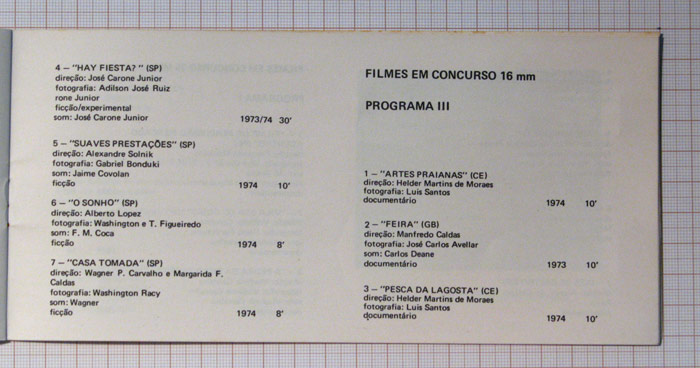 4 – "HAY FIESTA? " (SP)
direção: José Carone Junior
fotografia: Adilson José Ruiz
rone Junior
ficção/experimental
som: José Carone Junior 1973/74 30'
5 – "SUAVES PRESTAÇÕES" (SP)
direção: Alexandre Solnik
fotografia: Gabriel Bonduki
som: Jaime Covolan
ficção 1974 10'
6 – "O SONHO" (SP)
direção: Alberto Lopez
fotografia: Washington e T. Figueiredo
som: F. M. Coca
ficção 1974 8'
7 – "CASA TOMADA" (SP)
direção: Wagner P. Carvalho e Margarida F.
Caldas
fotografia: Washington Racy
som: Wagner
ficção 1974 8'
FILMES EM CONCURSO 16 mm
PROGRAMA III
1 – "ARTES PRAIANAS" (CE)
direção: Helder Martins de Moraes
fotografia: Luis Santos
documentário 1974 10'
2 – "FEIRA" (GB)
direção: Manfredo Caldas
fotografia: José Carlos Avellar
som: Carlos Deane
documentário 1973 10'
3 – "PESCA DA LAGOSTA" (CE)
direção: Helder Martins de Moraes
fotografia: Luis Santos
documentário 1974 10'